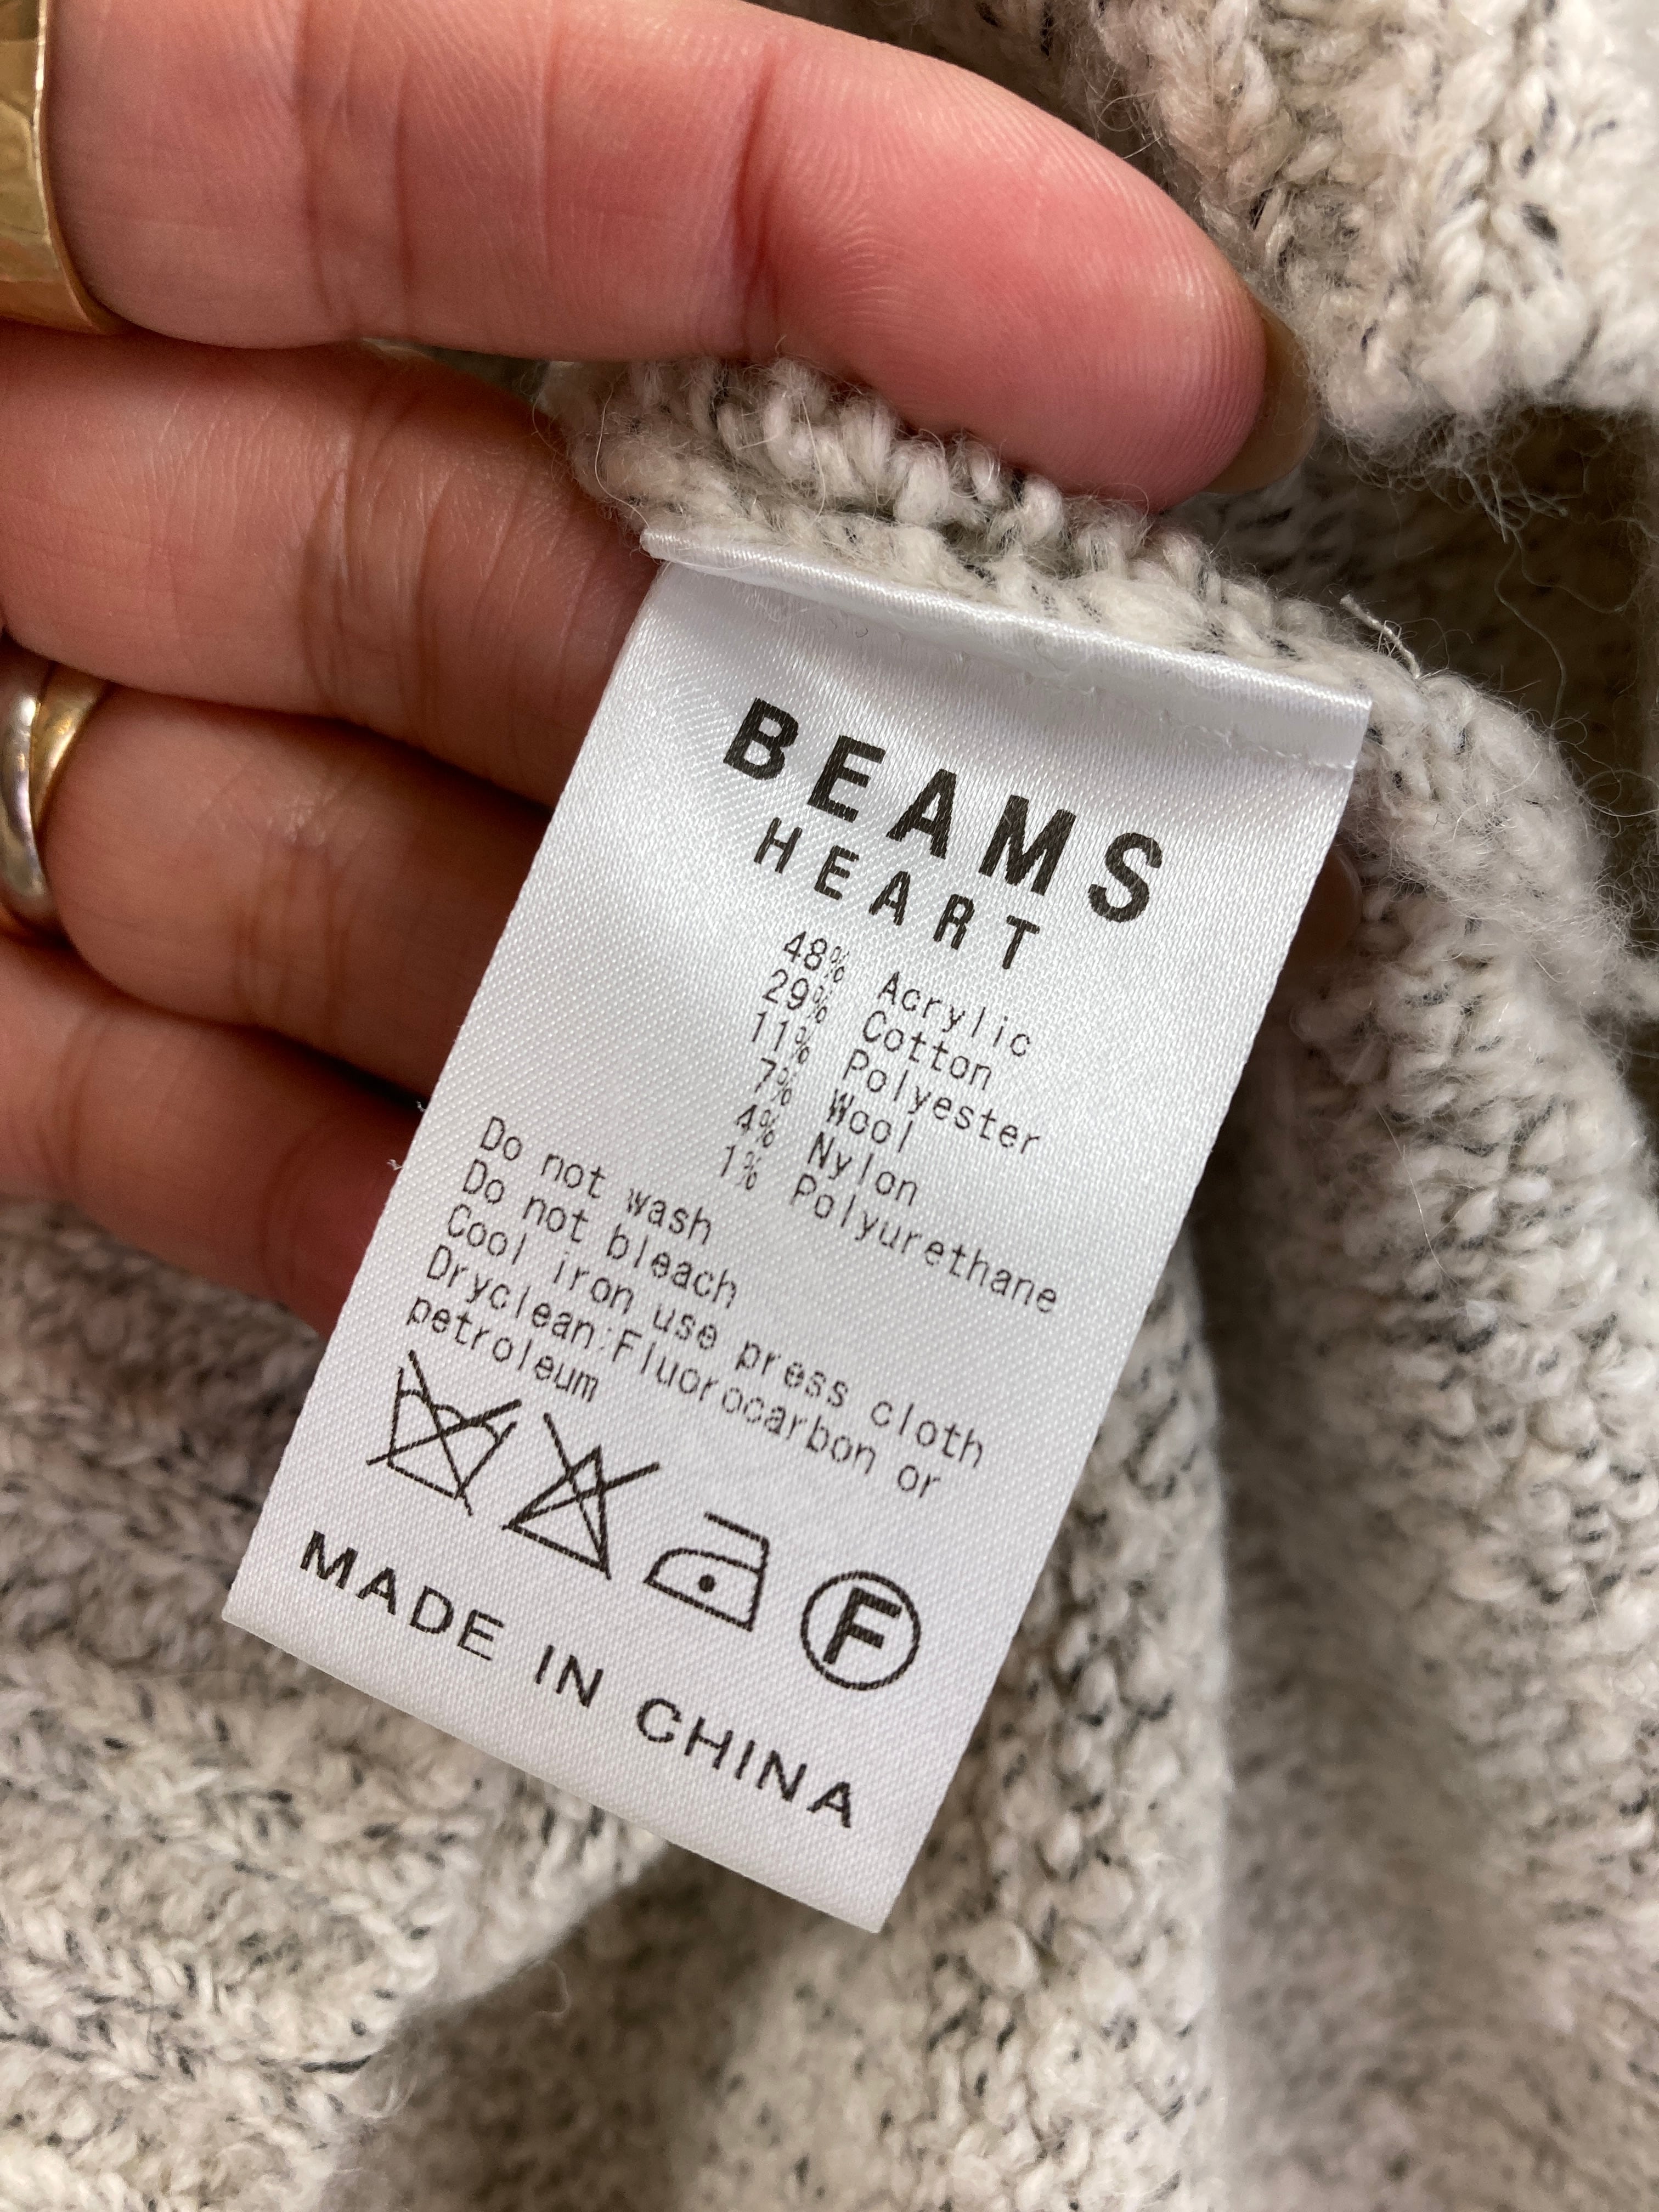 BEAMS
HEART
48% Acrylic
29% Cotton
11% Polyester
7% Wool
4% Nylon
1% Polyurethane
Do not wash
Do not bleach
Cool iron use press cloth
Dryclean:Fluorocarbon or
petroleum
F
MADE IN CHINA